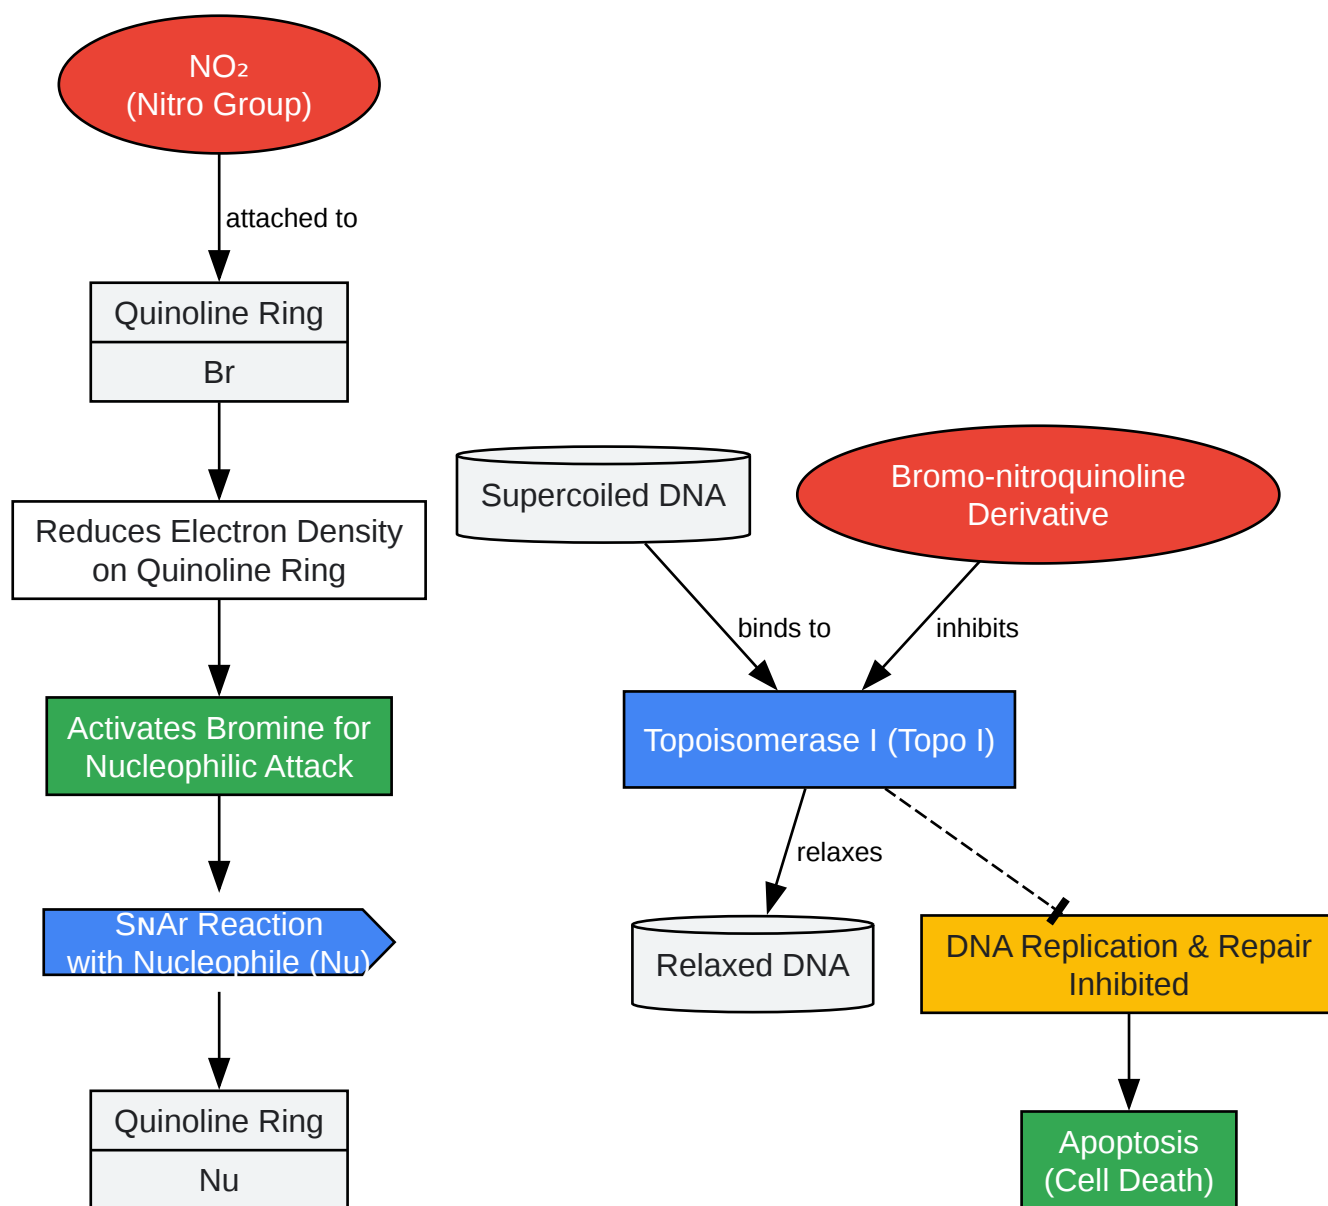 NO₂
(Nitro Group)
attached to
Quinoline Ring
Br
Reduces Electron Density
on Quinoline Ring
Activates Bromine for
Nucleophilic Attack
SɴAr Reaction
with Nucleophile (Nu)
Quinoline Ring
Nu
Supercoiled DNA
Bromo-nitroquinoline
Derivative
binds to
inhibits
Topoisomerase I (Topo I)
relaxes
Relaxed DNA
DNA Replication & Repair
Inhibited
Apoptosis
(Cell Death)